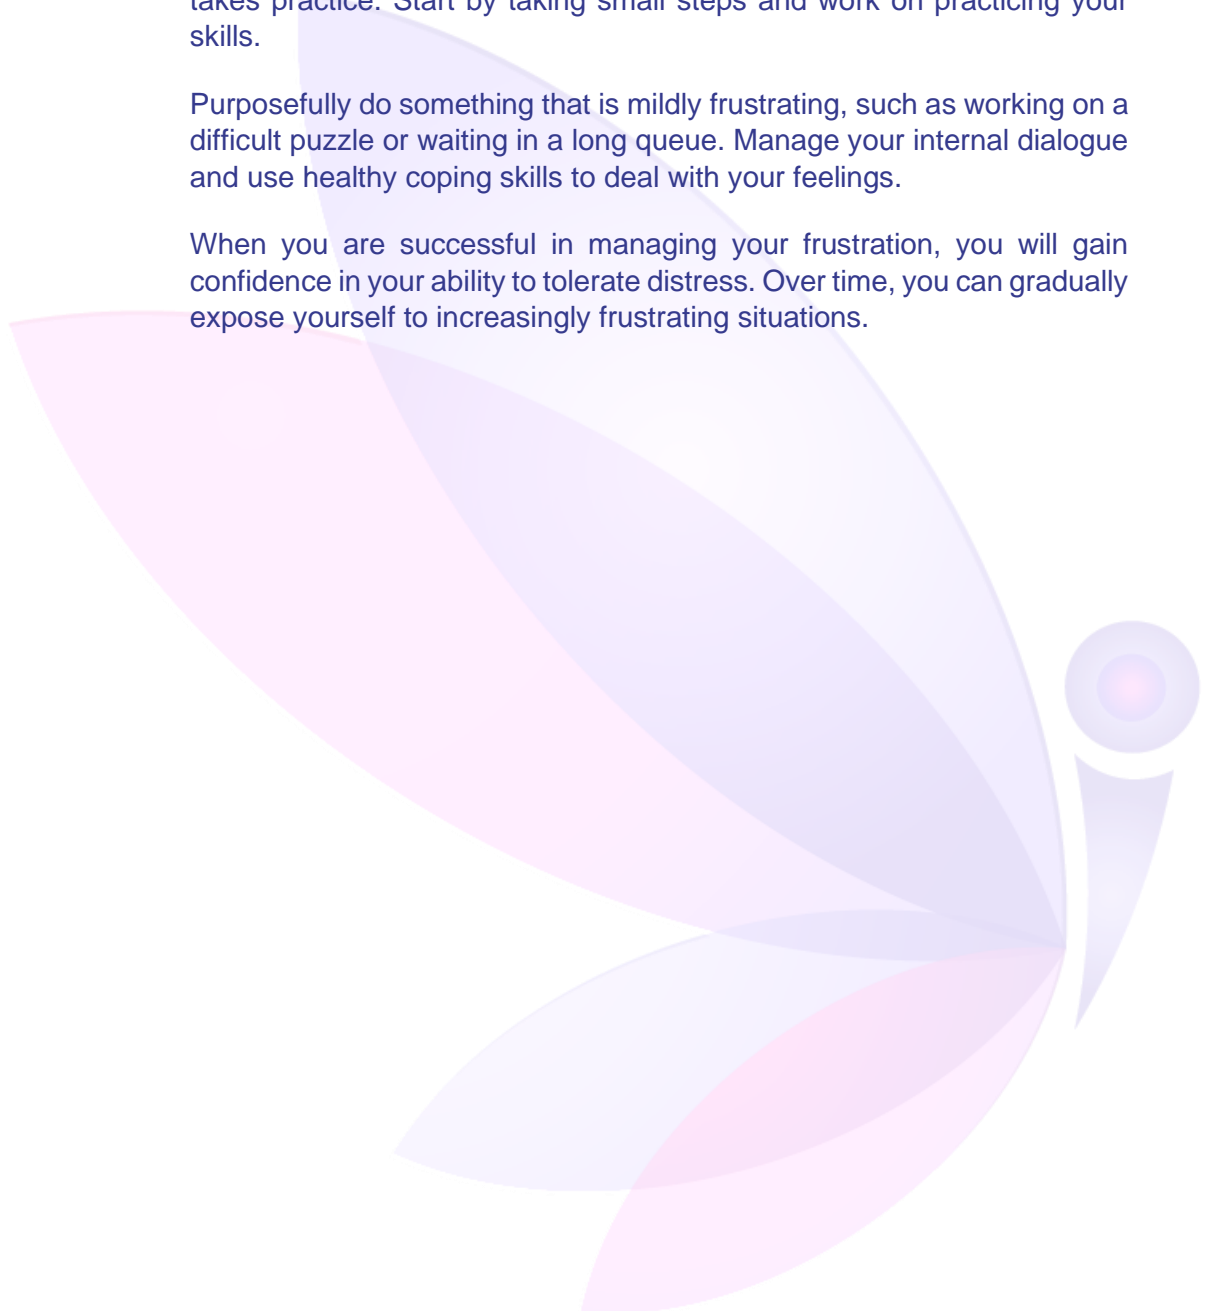 takes practice. Start by taking small steps and work on practicing your
skills.
Purposefully do something that is mildly frustrating, such as working on a
difficult puzzle or waiting in a long queue. Manage your internal dialogue
and use healthy coping skills to deal with your feelings.
When you are successful in managing your frustration, you will gain
confidence in your ability to tolerate distress. Over time, you can gradually
expose yourself to increasingly frustrating situations.